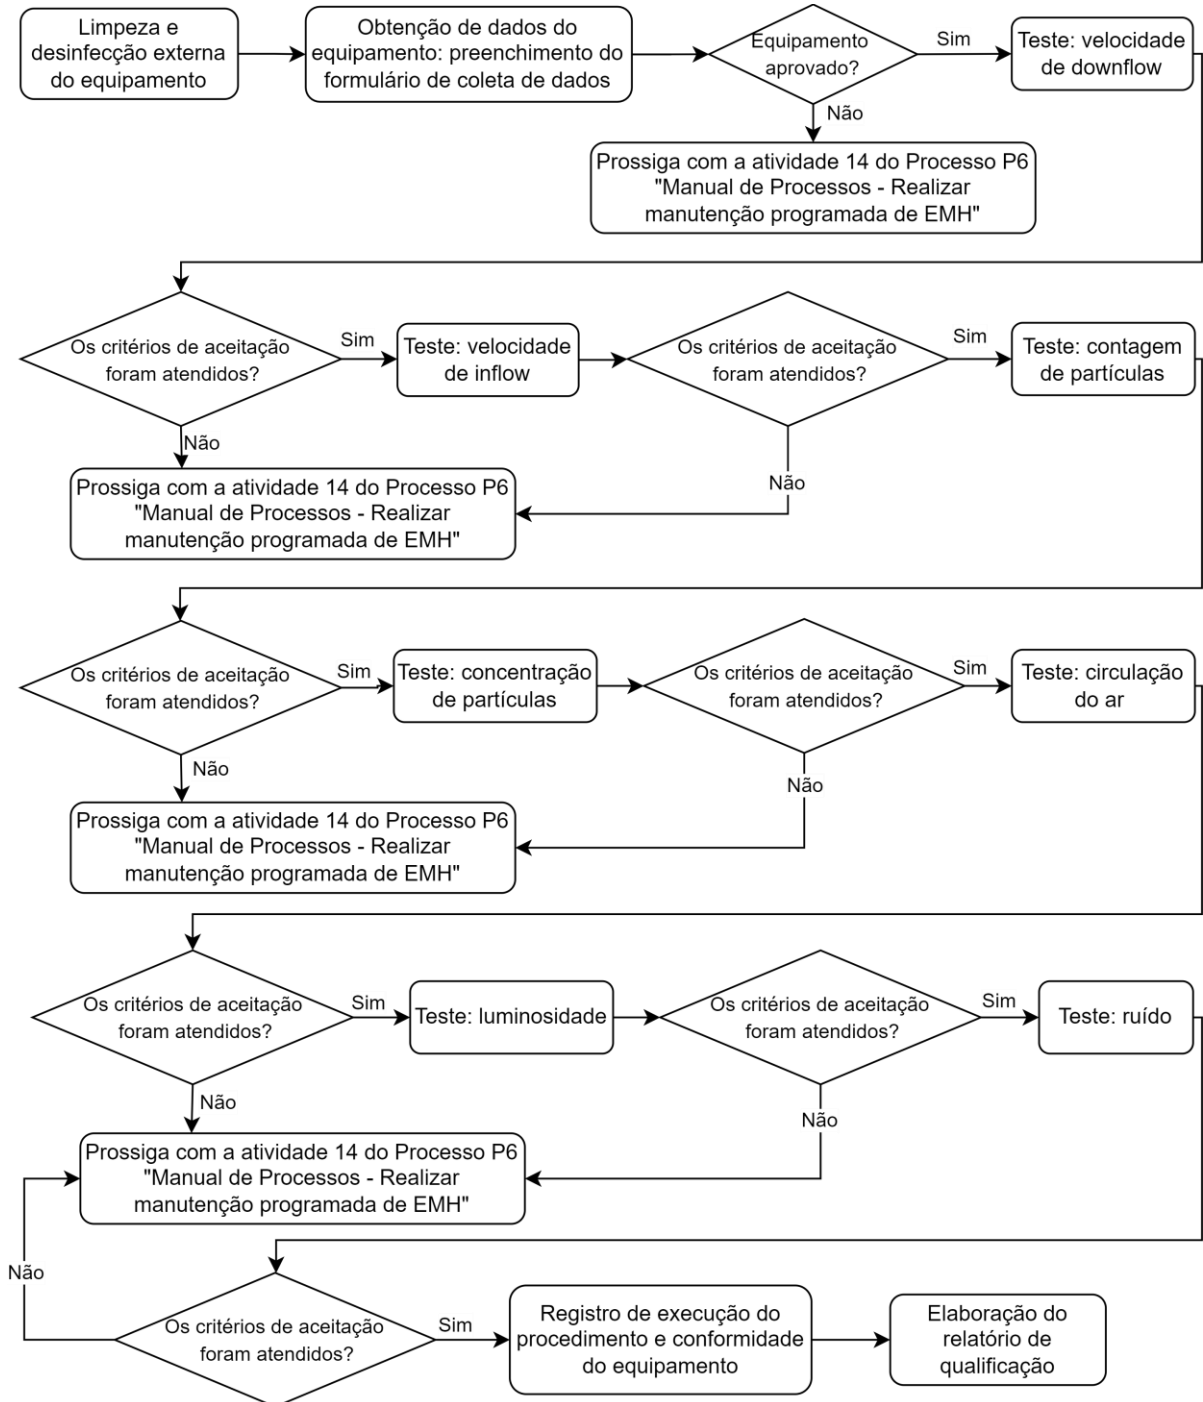 Limpeza e
desinfecção externa
do equipamento
Obtenção de dados do
equipamento: preenchimento do
formulário de coleta de dados
Equipamento
aprovado?
Sim
Teste: velocidade
de downflow
Não
Prossiga com a atividade 14 do Processo P6
"Manual de Processos - Realizar
manutenção programada de EMH"
Os critérios de aceitação
foram atendidos?
Sim
Teste: velocidade
de inflow
Os critérios de aceitação
foram atendidos?
Sim
Teste: contagem
de partículas
Não
Prossiga com a atividade 14 do Processo P6
"Manual de Processos - Realizar
manutenção programada de EMH"
Não
Os critérios de aceitação
foram atendidos?
Sim
Teste: concentração
de partículas
Os critérios de aceitação
foram atendidos?
Sim
Teste: circulação
do ar
Não
Prossiga com a atividade 14 do Processo P6
"Manual de Processos - Realizar
manutenção programada de EMH"
Não
Os critérios de aceitação
foram atendidos?
Sim
Teste: luminosidade
Os critérios de aceitação
foram atendidos?
Sim
Teste: ruído
Não
Prossiga com a atividade 14 do Processo P6
"Manual de Processos - Realizar
manutenção programada de EMH"
Não
Não
Os critérios de aceitação
foram atendidos?
Sim
Registro de execução do
procedimento e conformidade
do equipamento
Elaboração do
relatório de
qualificação